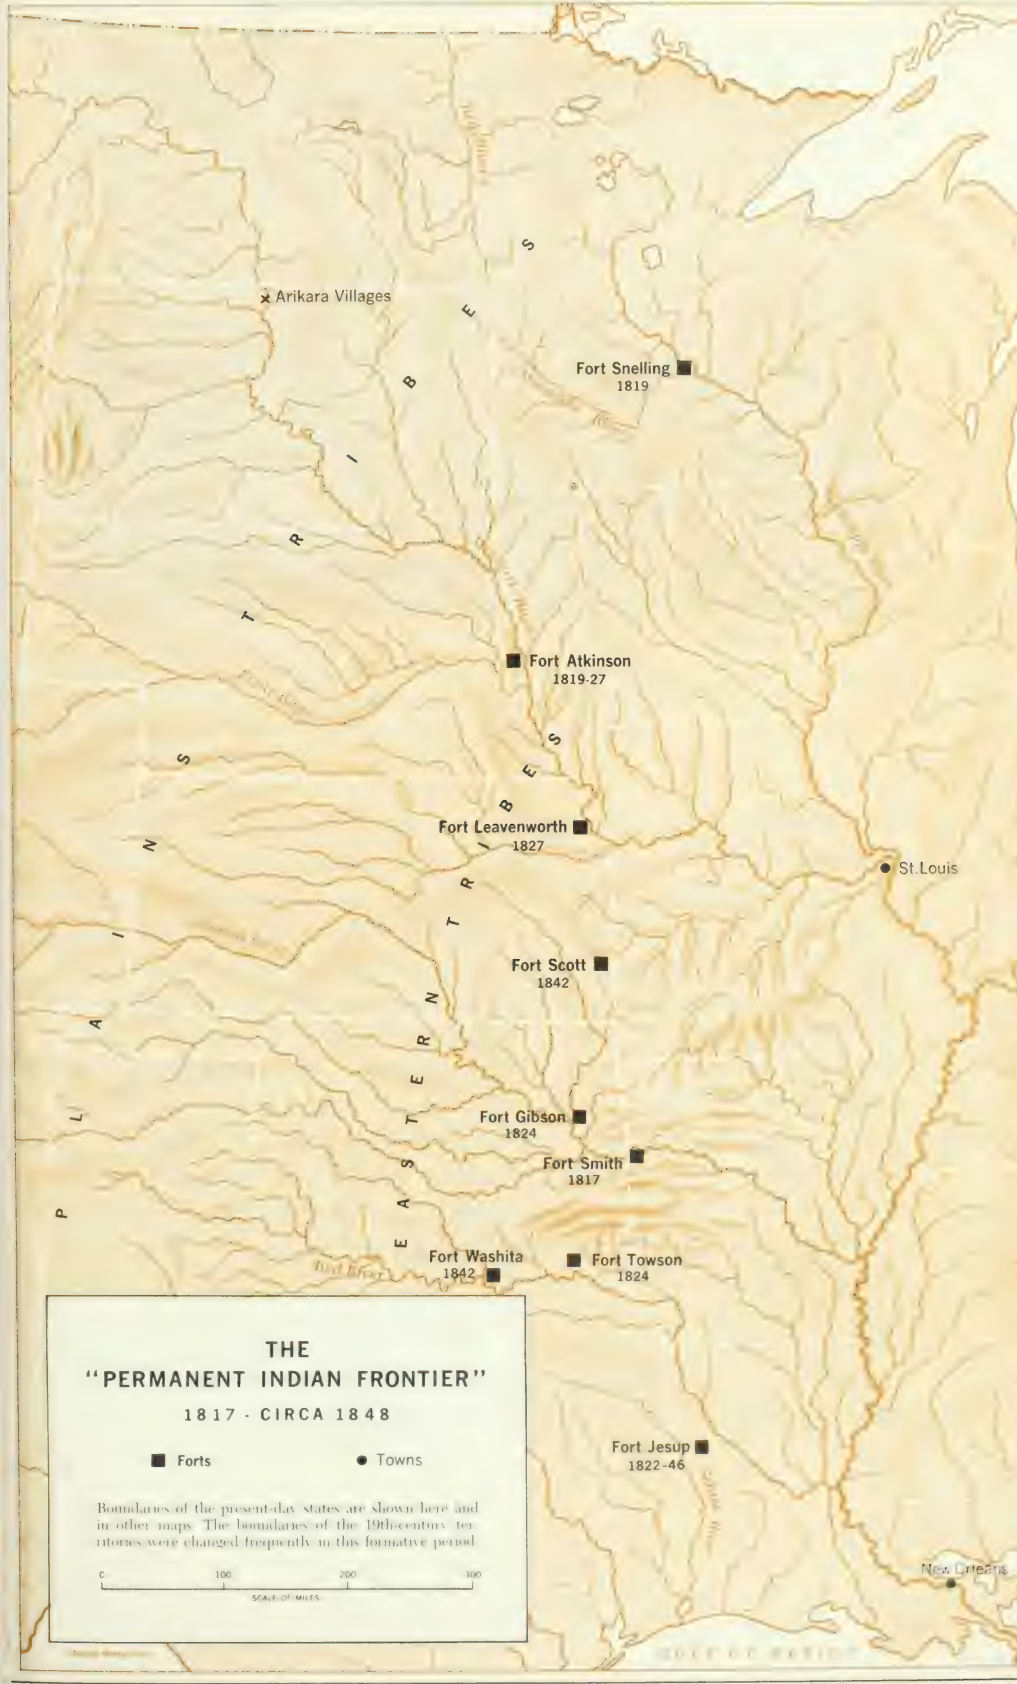 Arikara Villages
Fort Snelling
1819
Fort Atkinson
1819-27
Fort Leavenworth
1827
St. Louis
Fort Scott
1842
Fort Gibson
1824
Fort Smith
1817
Fort Washita
1842
Fort Towson
1824
Red River
Fort Jesup
1822-46
New Orleans
GULF OF MEXICO
PLAINS TRIBES
EASTERN TRIBES
THE
"PERMANENT INDIAN FRONTIER"
1817 - CIRCA 1848
Forts
Towns
Boundaries of the present-day states are shown here and
in other maps. The boundaries of the 19th-century ter
ritories were changed frequently in this formative period
0 100 200 300
SCALE OF MILES